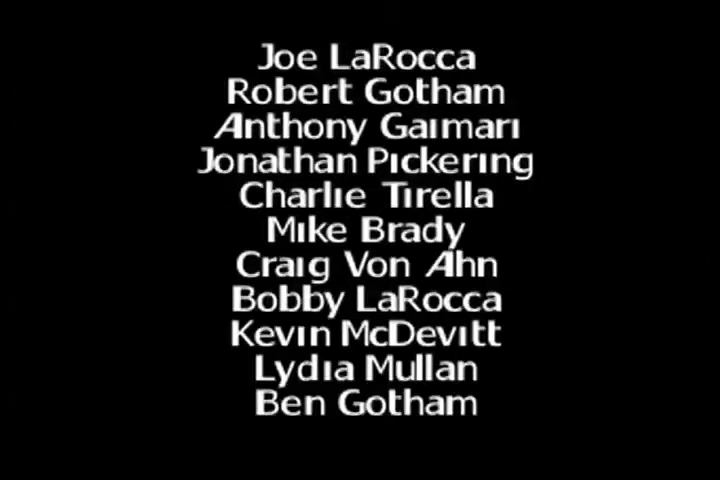 Joe LaRocca
Robert Gotham
Anthony Gaimari
Jonathan Pickering
Charlie Tirella
Mike Brady
Craig Von Ahn
Bobby LaRocca
Kevin McDevitt
Lydia Mullan
Ben Gotham